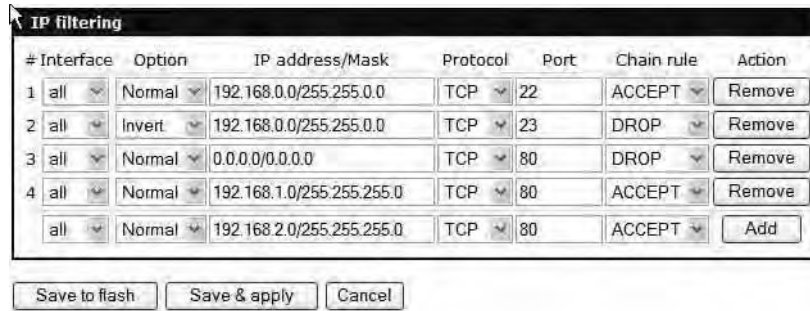 IP filtering
# Interface Option IP address/Mask Protocol Port Chain rule Action
1 all Normal 192.168.0.0/255.255.0.0 TCP 22 ACCEPT Remove
2 all Invert 192.168.0.0/255.255.0.0 TCP 23 DROP Remove
3 all Normal 0.0.0.0/0.0.0.0 TCP 80 DROP Remove
4 all Normal 192.168.1.0/255.255.255.0 TCP 80 ACCEPT Remove
all Normal 192.168.2.0/255.255.255.0 TCP 80 ACCEPT Add
Save to flash Save & apply Cancel